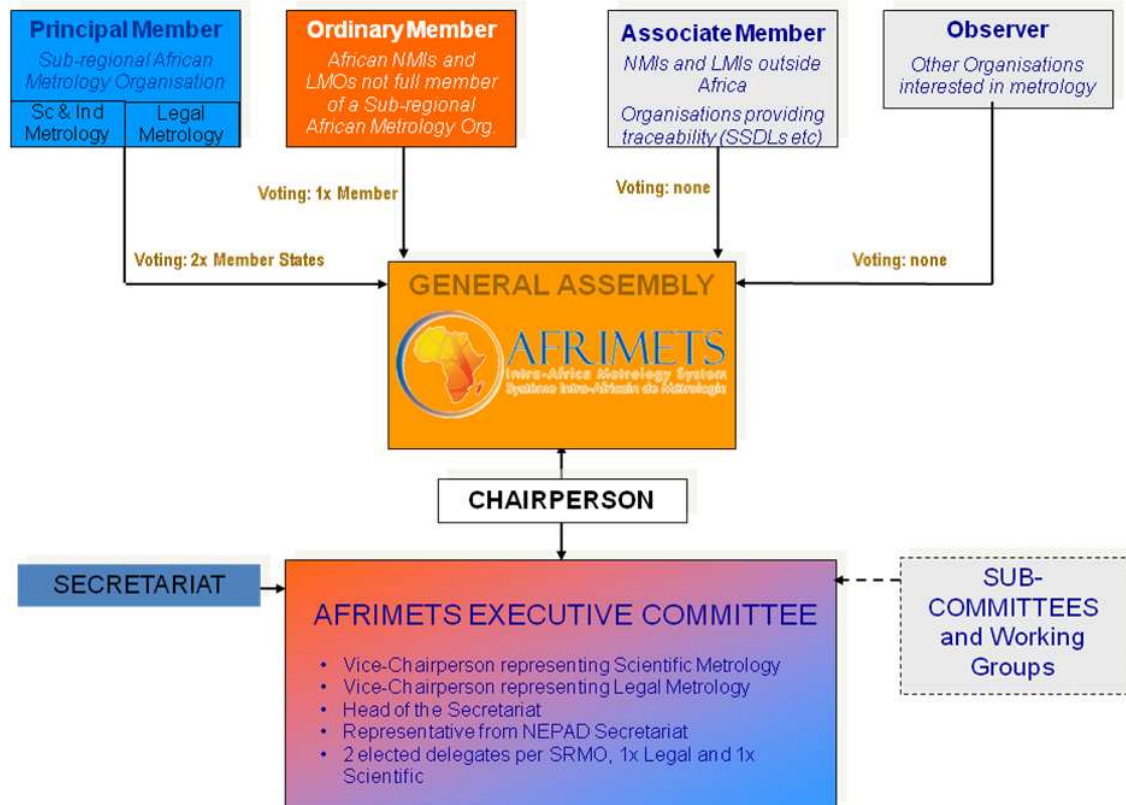 Principal Member
Sub-regional African
Metrology Organisation
Sc & Ind
Metrology
Legal
Metrology
Ordinary Member
African NMIs and
LMOs not full member
of a Sub-regional
African Metrology Org.
Associate Member
NMIs and LMIs outside
Africa
Organisations providing
traceability (SSDLs etc)
Observer
Other Organisations
interested in metrology
Voting: 1x Member
Voting: none
Voting: 2x Member States
Voting: none
GENERAL ASSEMBLY
AFRIMETS
Intra-Africa Metrology System
Système Intra-Africain de Métrologie
CHAIRPERSON
SECRETARIAT
AFRIMETS EXECUTIVE COMMITTEE
• Vice-Chairperson representing Scientific Metrology
• Vice-Chairperson representing Legal Metrology
• Head of the Secretariat
• Representative from NEPAD Secretariat
• 2 elected delegates per SRMO, 1x Legal and 1x
Scientific
SUB-
COMMITTEES
and Working
Groups